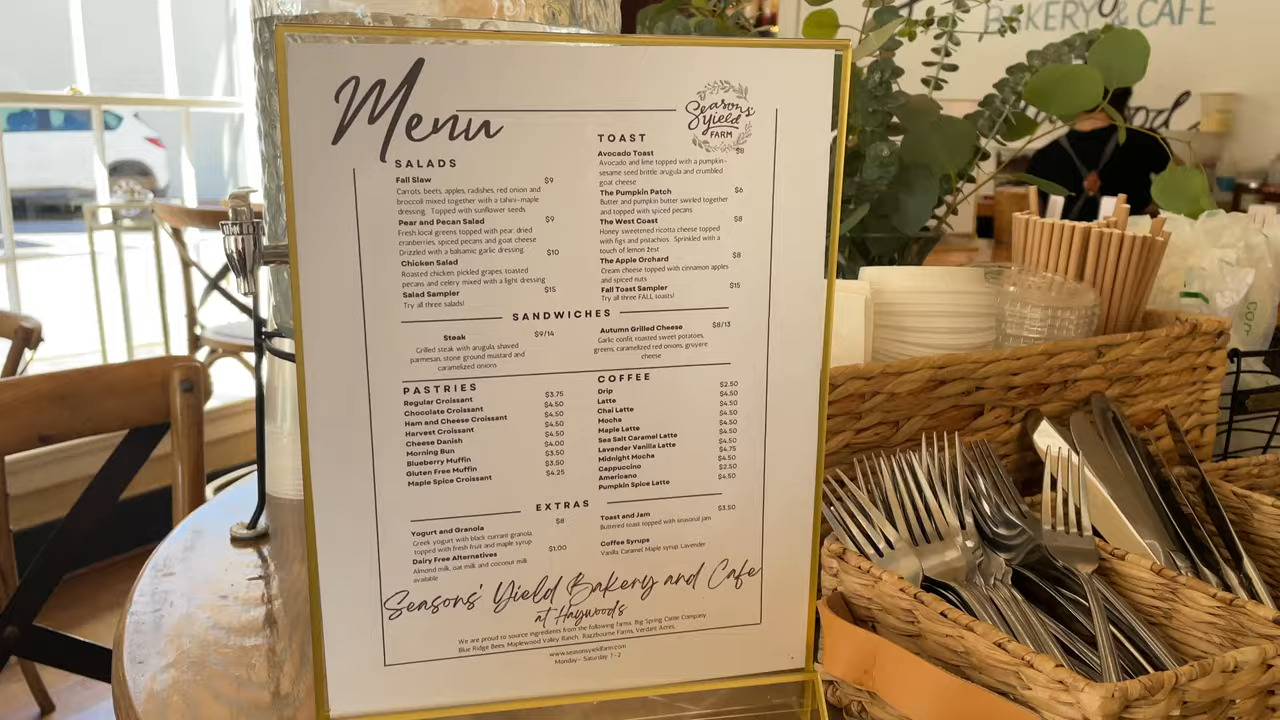 BAKERY & CAFE
Menu
Seasons'
Yield
FARM
SALADS
Fall Slaw $9
Carrots, beets, apples, radishes, red onion and
broccoli mixed together with a tahini-maple
dressing. Topped with sunflower seeds
Pear and Pecan Salad $9
Fresh local greens topped with pear, dried
cranberries, spiced pecans and goat cheese
Drizzled with a balsamic garlic dressing
Chicken Salad $10
Roasted chicken, pickled grapes, toasted
pecans and celery mixed with a light dressing
Salad Sampler $15
Try all three salads!
TOAST
Avocado Toast $8
Avocado and lime topped with a pumpkin-
sesame seed brittle arugula and crumbled
goat cheese
The Pumpkin Patch $6
Butter and pumpkin butter swirled together
and topped with spiced pecans
The West Coast $8
Honey sweetened ricotta cheese topped
with figs and pistachios. Sprinkled with a
touch of lemon zest
The Apple Orchard $8
Cream cheese topped with cinnamon apples
and spiced nuts
Fall Toast Sampler $15
Try all three FALL toasts!
SANDWICHES
Steak $9/14
Grilled steak with arugula, shaved
parmesan, stone ground mustard and
caramelized onions
Autumn Grilled Cheese $8/13
Garlic confit, roasted sweet potatoes,
greens, caramelized red onions, gruyere
cheese
PASTRIES
Regular Croissant $3.75
Chocolate Croissant $4.50
Ham and Cheese Croissant $4.50
Harvest Croissant $4.50
Cheese Danish $4.50
Morning Bun $4.00
Blueberry Muffin $3.50
Gluten Free Muffin $3.50
Maple Spice Croissant $4.25
COFFEE
Drip $2.50
Latte $4.50
Chai Latte $4.50
Mocha $4.50
Maple Latte $4.50
Sea Salt Caramel Latte $4.50
Lavender Vanilla Latte $4.50
Midnight Mocha $4.75
Cappuccino $4.50
Americano $2.50
Pumpkin Spice Latte $4.50
EXTRAS
Yogurt and Granola $8
Greek yogurt with black currant granola,
topped with fresh fruit and maple syrup
Dairy Free Alternatives $1.00
Almond milk, oat milk and coconut milk
available
Toast and Jam $3.50
Buttered toast topped with seasonal jam
Coffee Syrups
Vanilla, Caramel, Maple syrup, Lavender
Seasons' Yield Bakery and Cafe
at Haywoods
We are proud to source ingredients from the following farms, Big Spring Cattle Company
Blue Ridge Bees, Maplewood Valley Ranch, Razzbourne Farms, Verdant Acres,
www.seasonsyieldfarm.com
Monday- Saturday 7-2